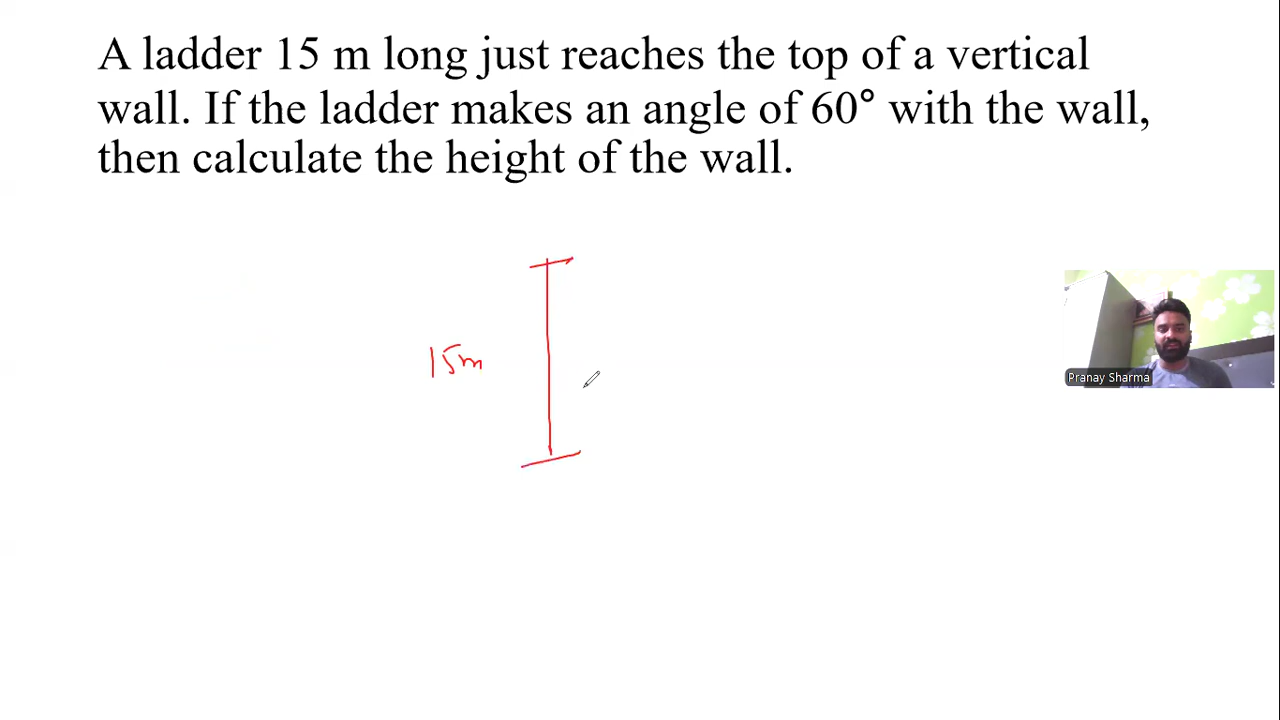 A ladder 15 m long just reaches the top of a vertical
wall. If the ladder makes an angle of 60° with the wall,
then calculate the height of the wall.
15m
Pranay Sharma